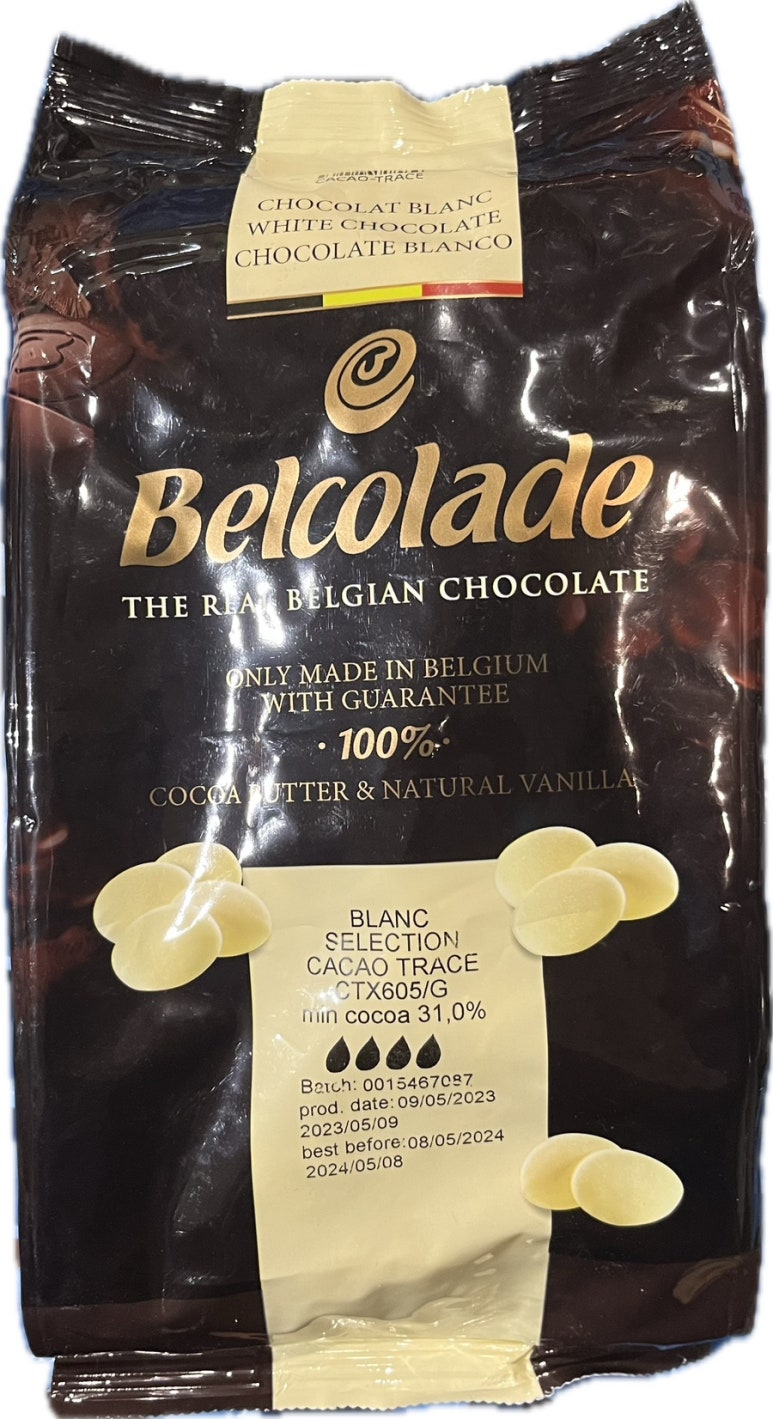 CACAO-TRACE
CHOCOLAT BLANC
WHITE CHOCOLATE
CHOCOLATE BLANCO
Belcolade
THE REAL BELGIAN CHOCOLATE
ONLY MADE IN BELGIUM
WITH GUARANTEE
· 100% ·
COCOA BUTTER & NATURAL VANILLA
BLANC
SELECTION
CACAO TRACE
CTX605/G
min cocoa 31,0%
Batch: 0015467087
prod. date: 09/05/2023
2023/05/09
best before:08/05/2024
2024/05/08